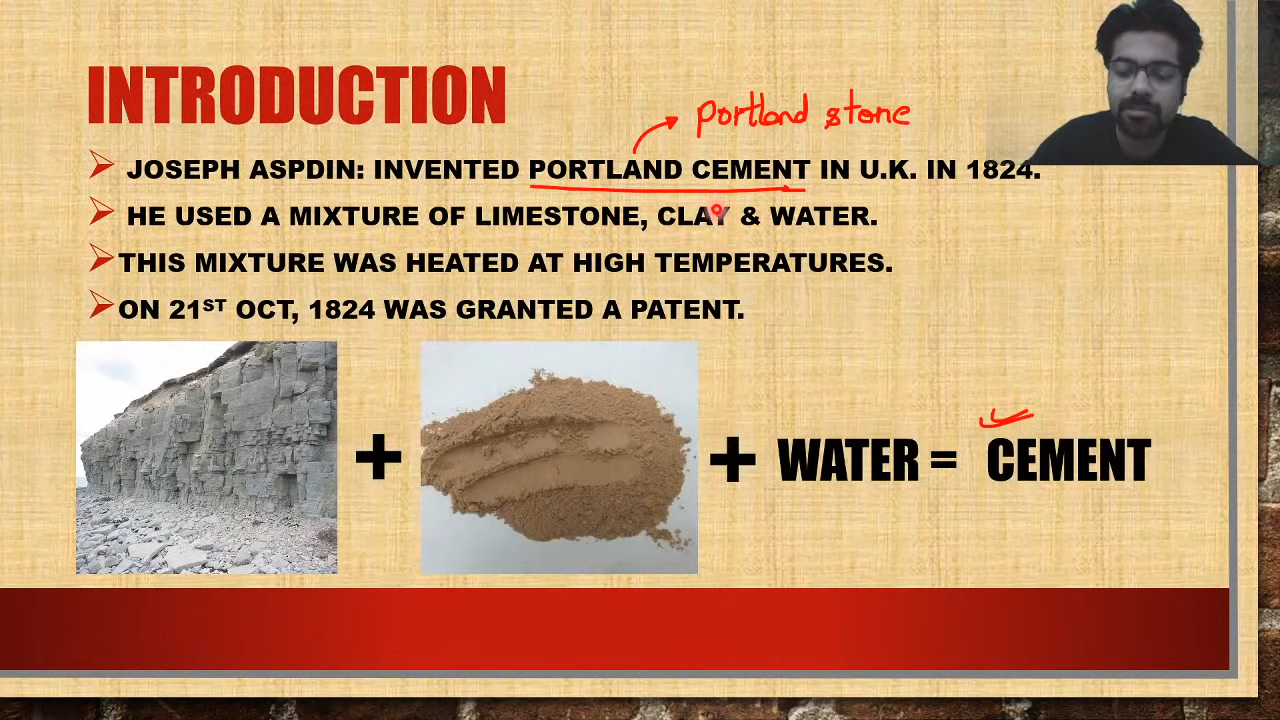 INTRODUCTION
portland stone
JOSEPH ASPDIN: INVENTED PORTLAND CEMENT IN U.K. IN 1824.
HE USED A MIXTURE OF LIMESTONE, CLAY & WATER.
THIS MIXTURE WAS HEATED AT HIGH TEMPERATURES.
ON 21ST OCT, 1824 WAS GRANTED A PATENT.
+ + WATER = CEMENT